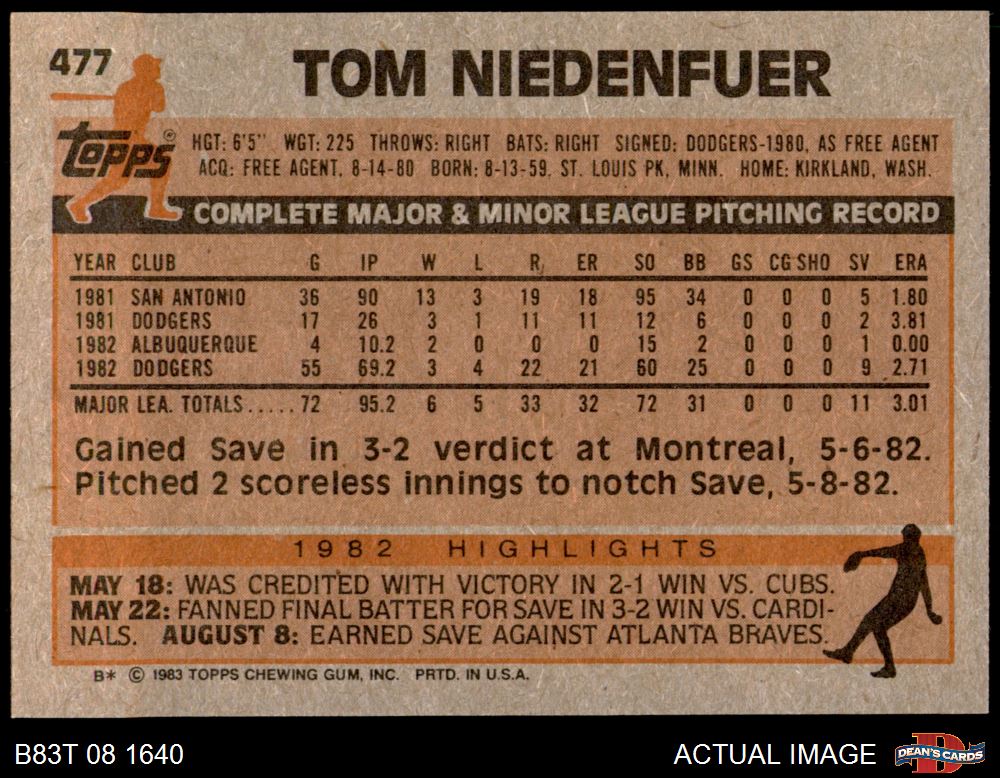 477
TOM NIEDENFUER
topps®
HGT: 6'5" WGT: 225 THROWS: RIGHT BATS: RIGHT SIGNED: DODGERS-1980, AS FREE AGENT
ACQ: FREE AGENT, 8-14-80 BORN: 8-13-59, ST. LOUIS PK, MINN. HOME: KIRKLAND, WASH.
COMPLETE MAJOR & MINOR LEAGUE PITCHING RECORD
YEAR CLUB G IP W L R ER SO BB GS CG SHO SV ERA
1981 SAN ANTONIO 36 90 13 3 19 18 95 34 0 0 0 5 1.80
1981 DODGERS 17 26 3 1 11 11 12 6 0 0 0 2 3.81
1982 ALBUQUERQUE 4 10.2 2 0 0 0 15 2 0 0 0 1 0.00
1982 DODGERS 55 69.2 3 4 22 21 60 25 0 0 0 9 2.71
MAJOR LEA. TOTALS..... 72 95.2 6 5 33 32 72 31 0 0 0 11 3.01
Gained Save in 3-2 verdict at Montreal, 5-6-82.
Pitched 2 scoreless innings to notch Save, 5-8-82.
1982 HIGHLIGHTS
MAY 18: WAS CREDITED WITH VICTORY IN 2-1 WIN VS. CUBS.
MAY 22: FANNED FINAL BATTER FOR SAVE IN 3-2 WIN VS. CARDI-
NALS. AUGUST 8: EARNED SAVE AGAINST ATLANTA BRAVES.
B* © 1983 TOPPS CHEWING GUM, INC. PRTD. IN U.S.A.
B83T 08 1640
ACTUAL IMAGE
DEAN'S CARDS